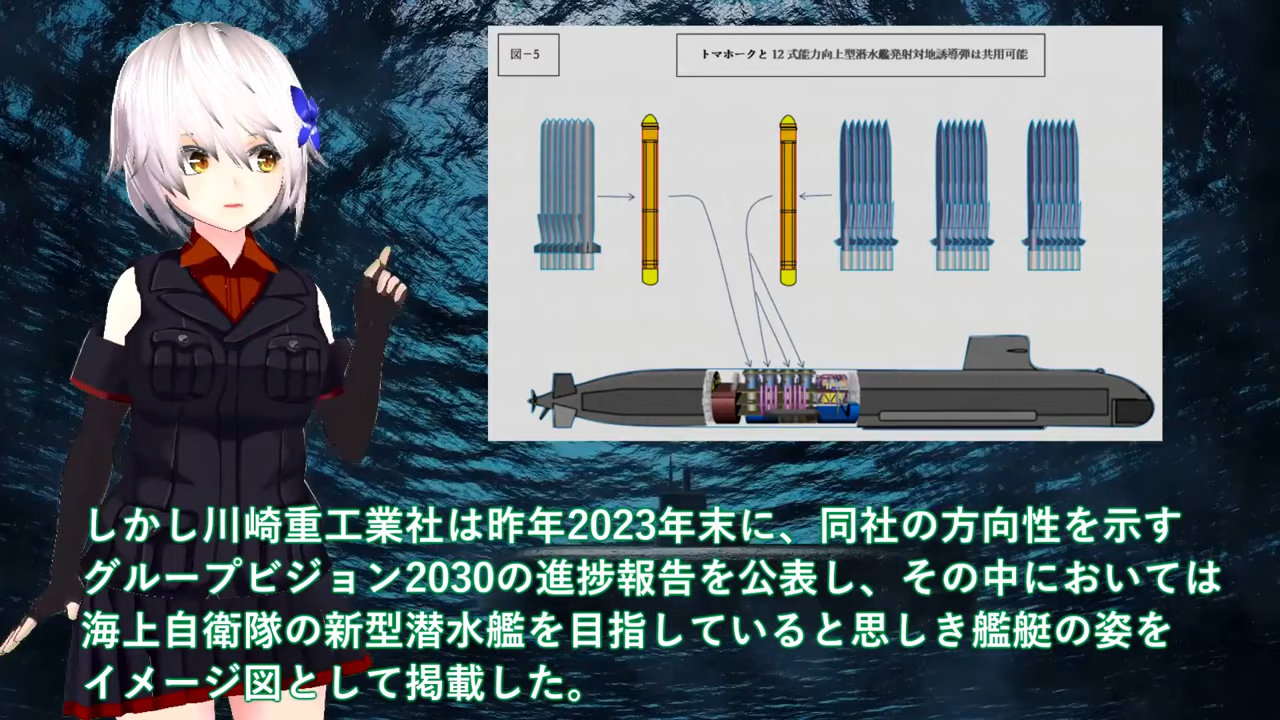 図－5
トマホークと 12 式能力向上型潜水艦発射対地誘導弾は共用可能
しかし川崎重工業社は昨年2023年末に、同社の方向性を示す
グループビジョン2030の進捗報告を公表し、その中においては
海上自衛隊の新型潜水艦を目指していると思しき艦艇の姿を
イメージ図として掲載した。